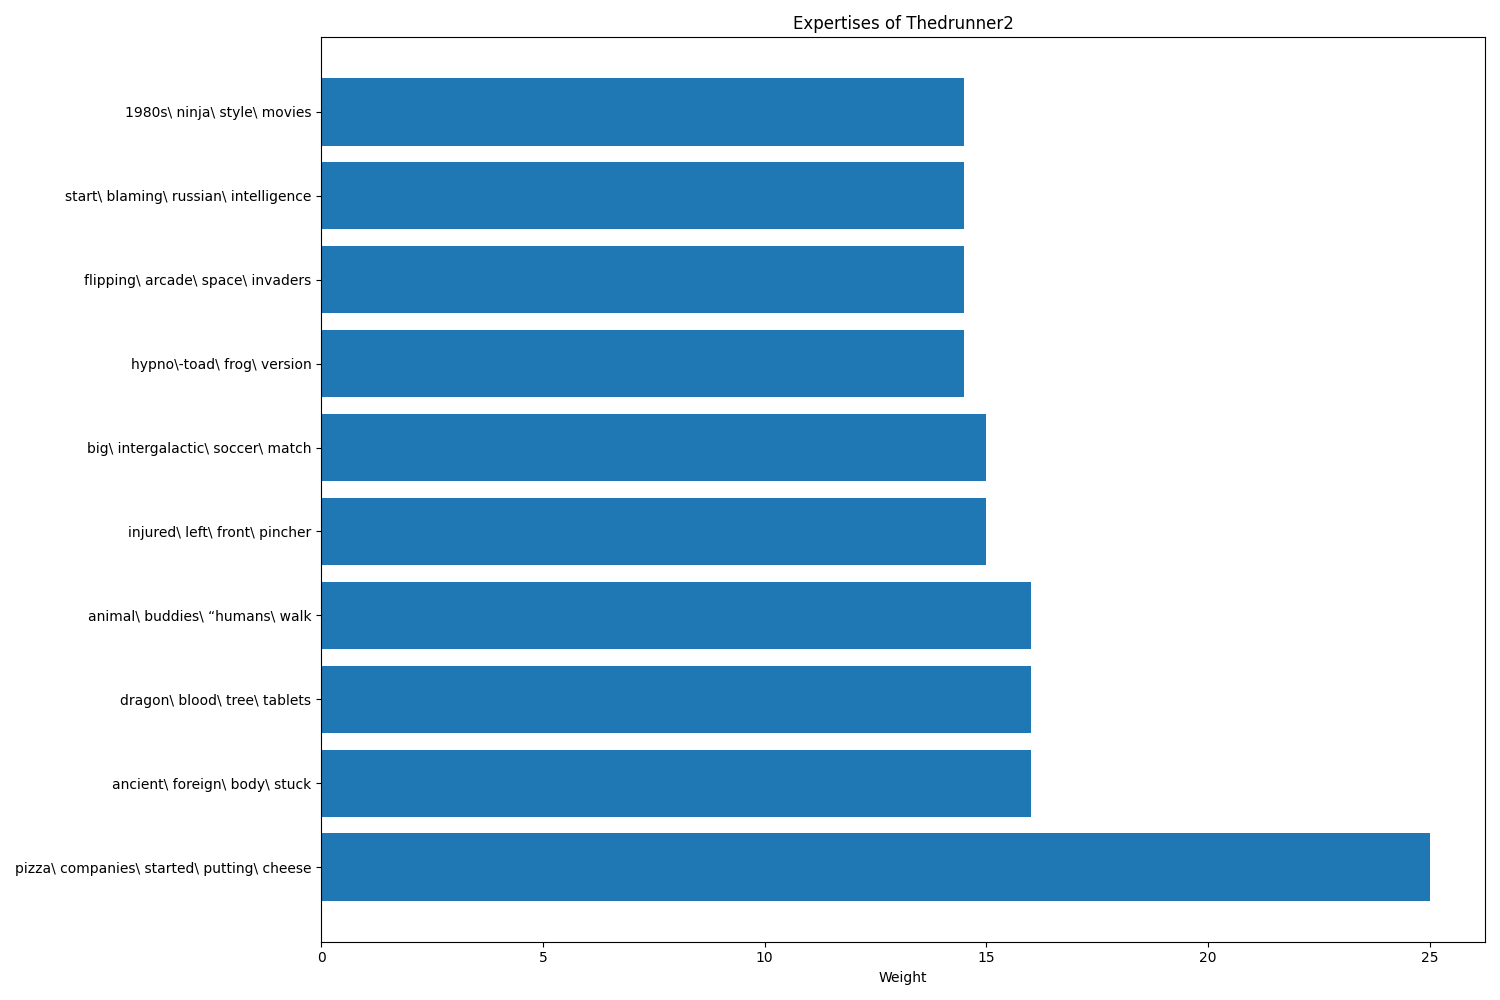 Expertises of Thedrunner2
1980s\ ninja\ style\ movies
start\ blaming\ russian\ intelligence
flipping\ arcade\ space\ invaders
hypno\-toad\ frog\ version
big\ intergalactic\ soccer\ match
injured\ left\ front\ pincher
animal\ buddies\ “humans\ walk
dragon\ blood\ tree\ tablets
ancient\ foreign\ body\ stuck
pizza\ companies\ started\ putting\ cheese
0 5 10 15 20 25
Weight